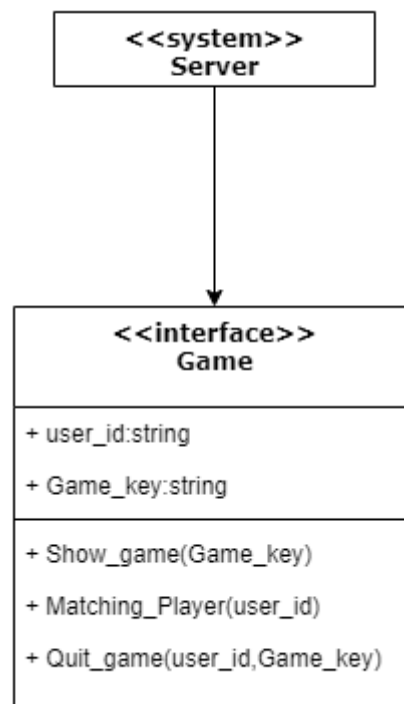 <<system>>
Server
<<interface>>
Game
+ user_id:string
+ Game_key:string
+ Show_game(Game_key)
+ Matching_Player(user_id)
+ Quit_game(user_id,Game_key)